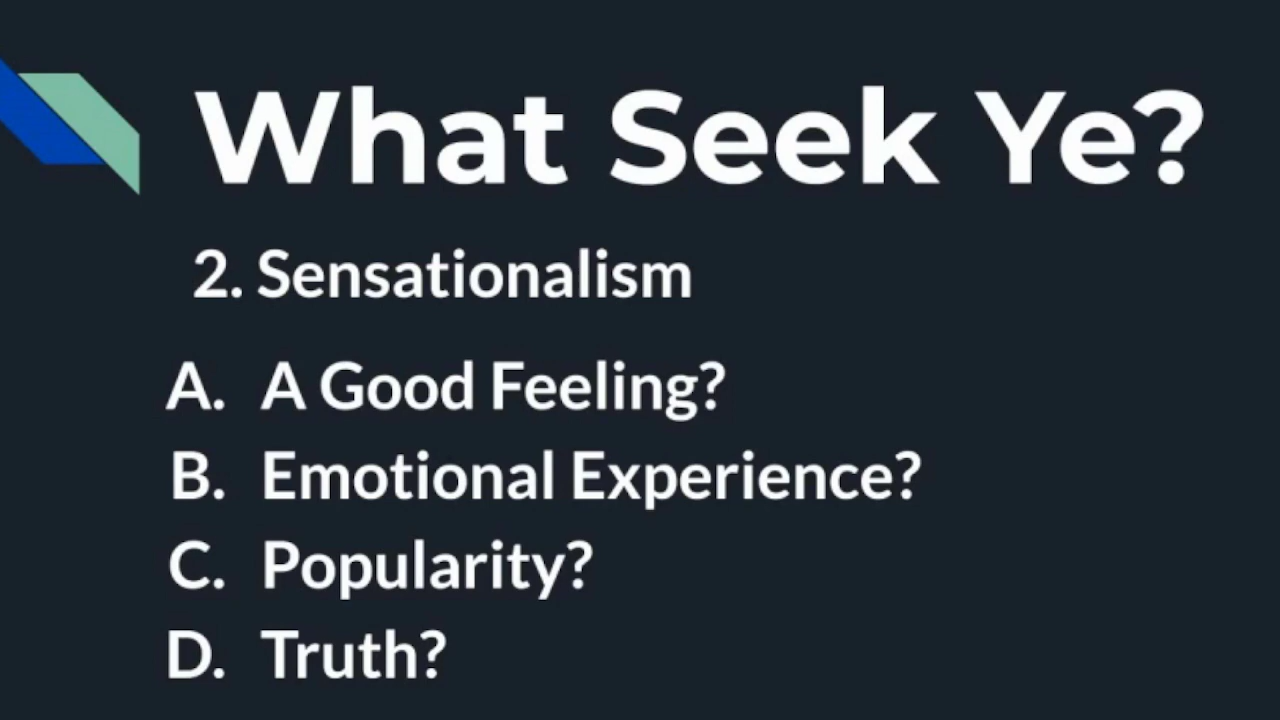 What Seek Ye?
2. Sensationalism
A. A Good Feeling?
B. Emotional Experience?
C. Popularity?
D. Truth?